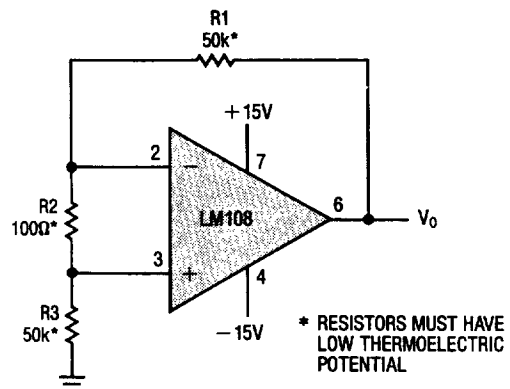 R1
50k*
+15V
2
7
−
R2
100Ω*
LM108
6
V₀
3
+
4
R3
50k*
−15V
* RESISTORS MUST HAVE
LOW THERMOELECTRIC
POTENTIAL